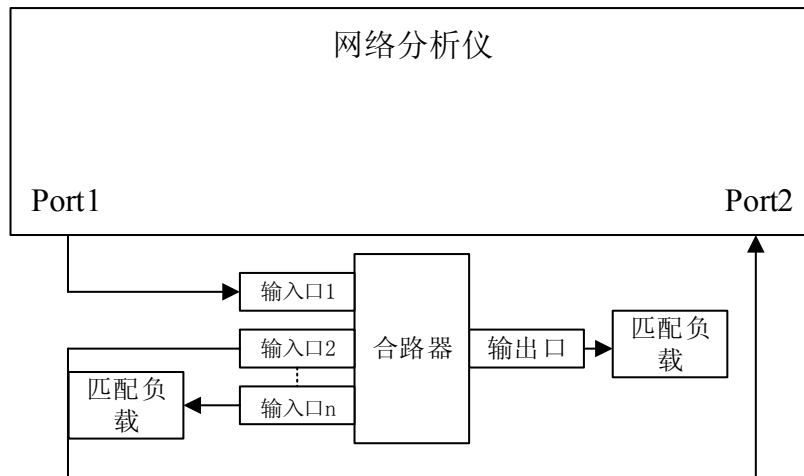 网络分析仪
Port1
Port2
输入口1
输入口2
输入口n
合路器
输出口
匹配负
载
匹配负
载